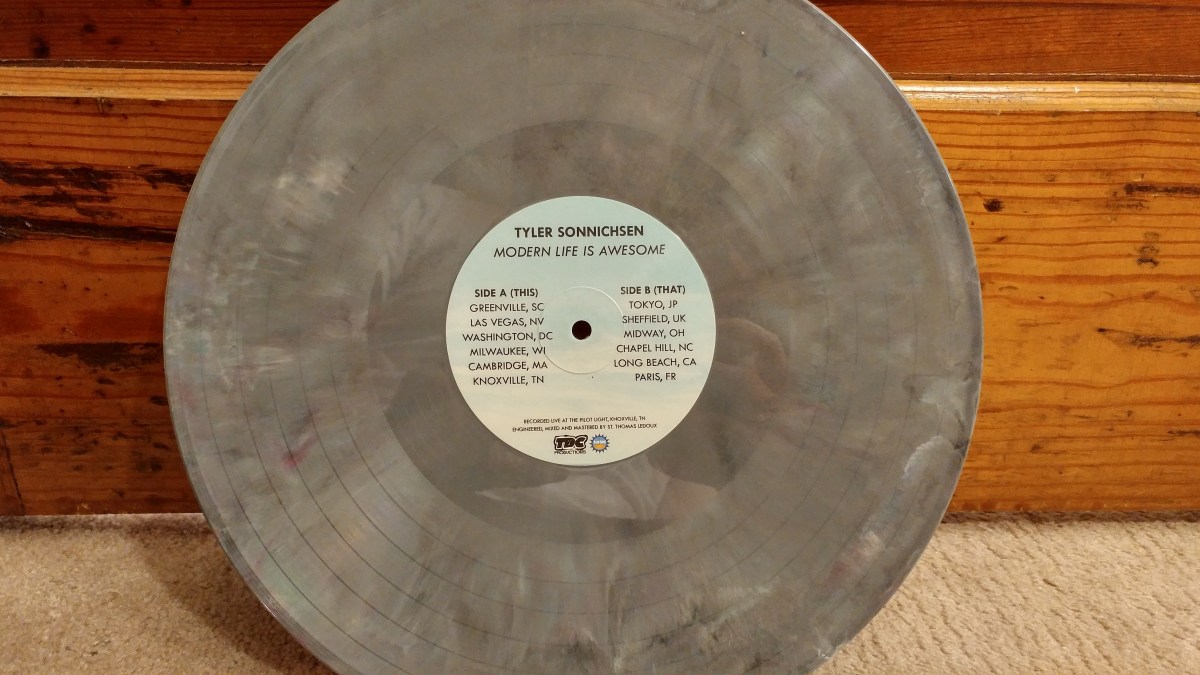 TYLER SONNICHSEN
MODERN LIFE IS AWESOME
SIDE A (THIS)
GREENVILLE, SC
LAS VEGAS, NV
WASHINGTON, DC
MILWAUKEE, WI
CAMBRIDGE, MA
KNOXVILLE, TN
SIDE B (THAT)
TOKYO, JP
SHEFFIELD, UK
MIDWAY, OH
CHAPEL HILL, NC
LONG BEACH, CA
PARIS, FR
RECORDED LIVE AT THE PILOT LIGHT, KNOXVILLE, TN
ENGINEERED, MIXED AND MASTERED BY ST. THOMAS LEDOUX
TDC
PRODUCTIONS